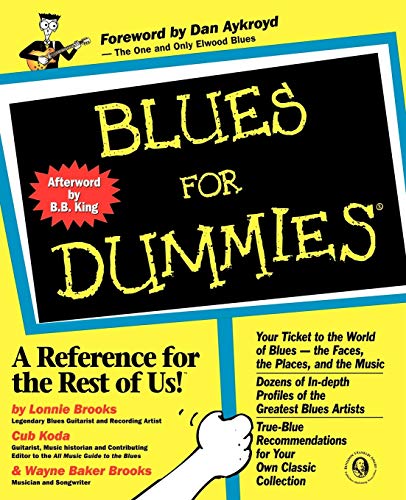 Foreword by Dan Aykroyd
— The One and Only Elwood Blues
BLUES
FOR
DUMMIES®
Afterword
by
B.B. King
A Reference for
the Rest of Us!™
by Lonnie Brooks
Legendary Blues Guitarist and Recording Artist
Cub Koda
Guitarist, Music historian and Contributing
Editor to the All Music Guide to the Blues
& Wayne Baker Brooks
Musician and Songwriter
Your Ticket to the World
of Blues — the Faces,
the Places, and the Music
Dozens of In-depth
Profiles of the
Greatest Blues Artists
True-Blue
Recommendations
for Your
Own Classic
Collection